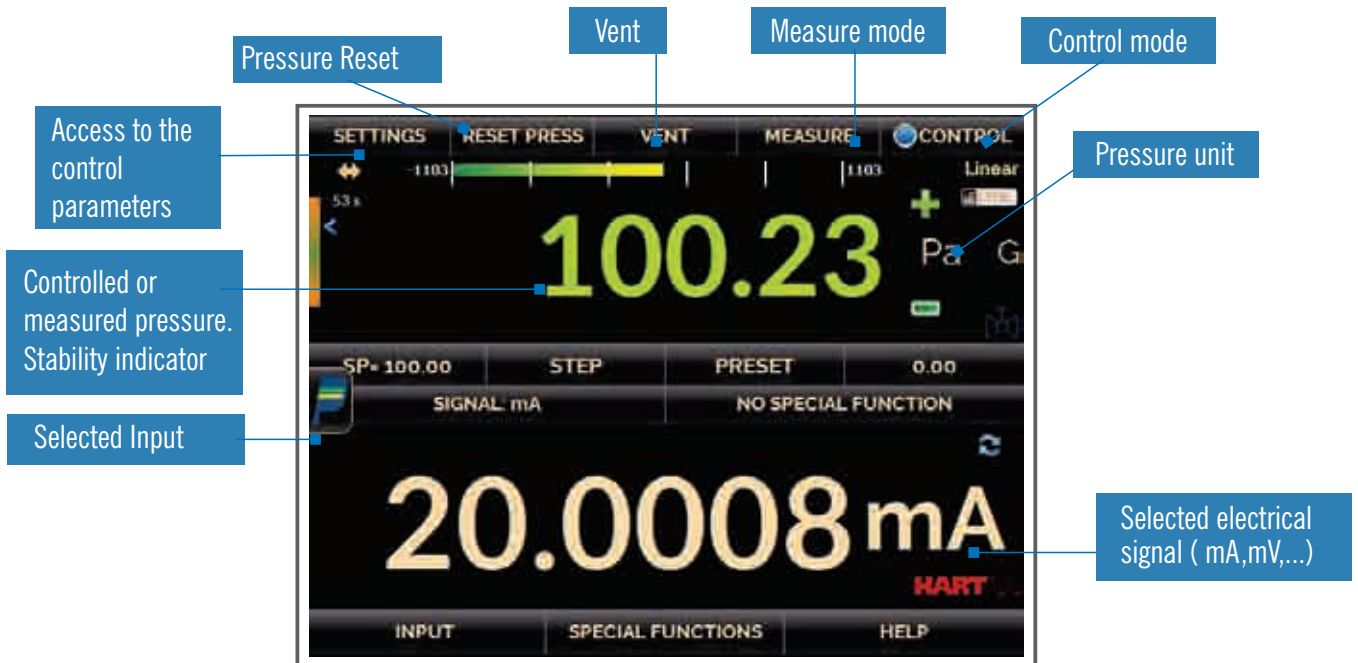 Vent
Measure mode
Control mode
Pressure Reset
Access to the
control
parameters
Pressure unit
Controlled or
measured pressure.
Stability indicator
Selected Input
Selected electrical
signal ( mA,mV,...)
SETTINGS RESET PRESS VENT MEASURE CONTROL
-1103 1103 Linear
53 s
<
100.23 Pa G
SP= 100.00 STEP PRESET 0.00
SIGNAL: mA NO SPECIAL FUNCTION
20.0008 mA
HART
INPUT SPECIAL FUNCTIONS HELP